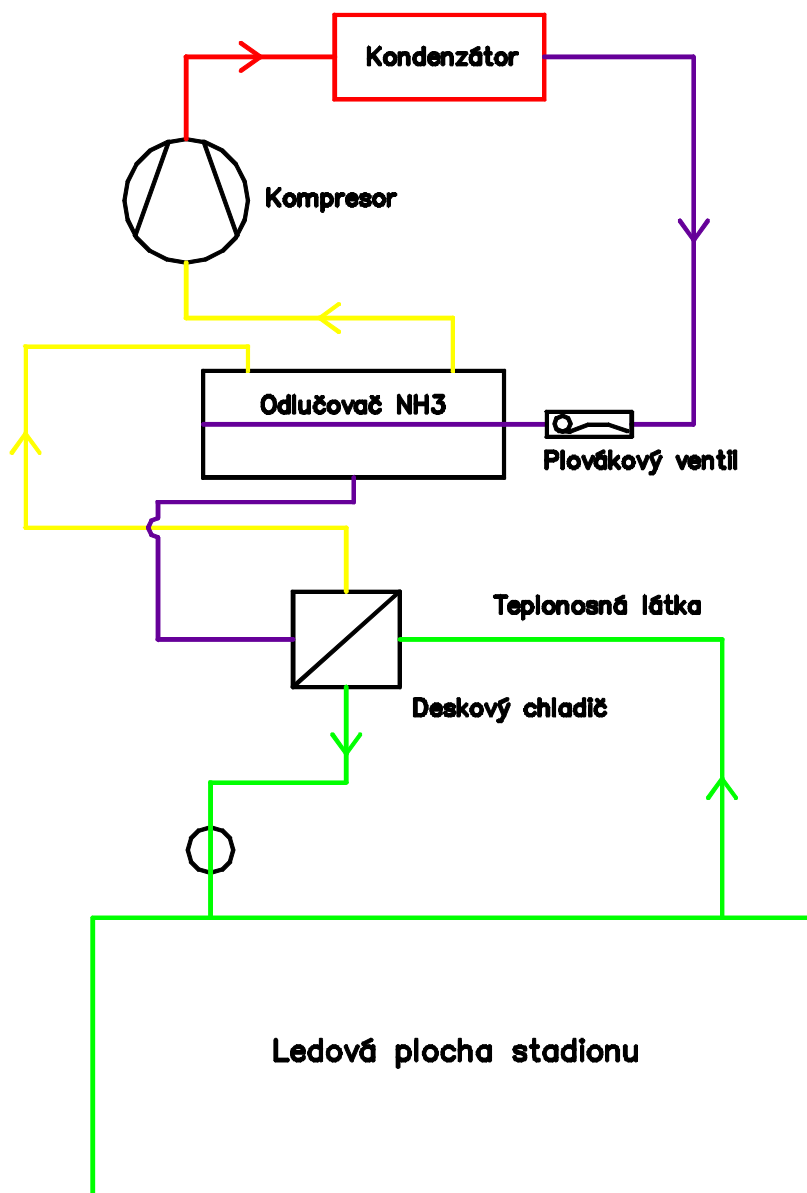 Kondenzátor
Kompresor
Odlučovač NH3
Plovákový ventil
Teplonosná látka
Deskový chladič
Ledová plocha stadionu